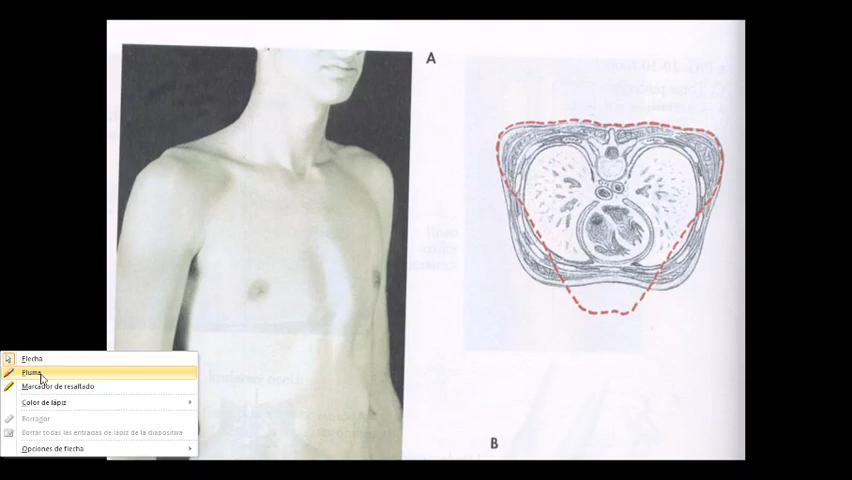 A
B
Flecha
Pluma
Marcador de resaltado
Color de lápiz
Borrador
Borrar todas las entradas de lápiz de la diapositiva
Opciones de flecha